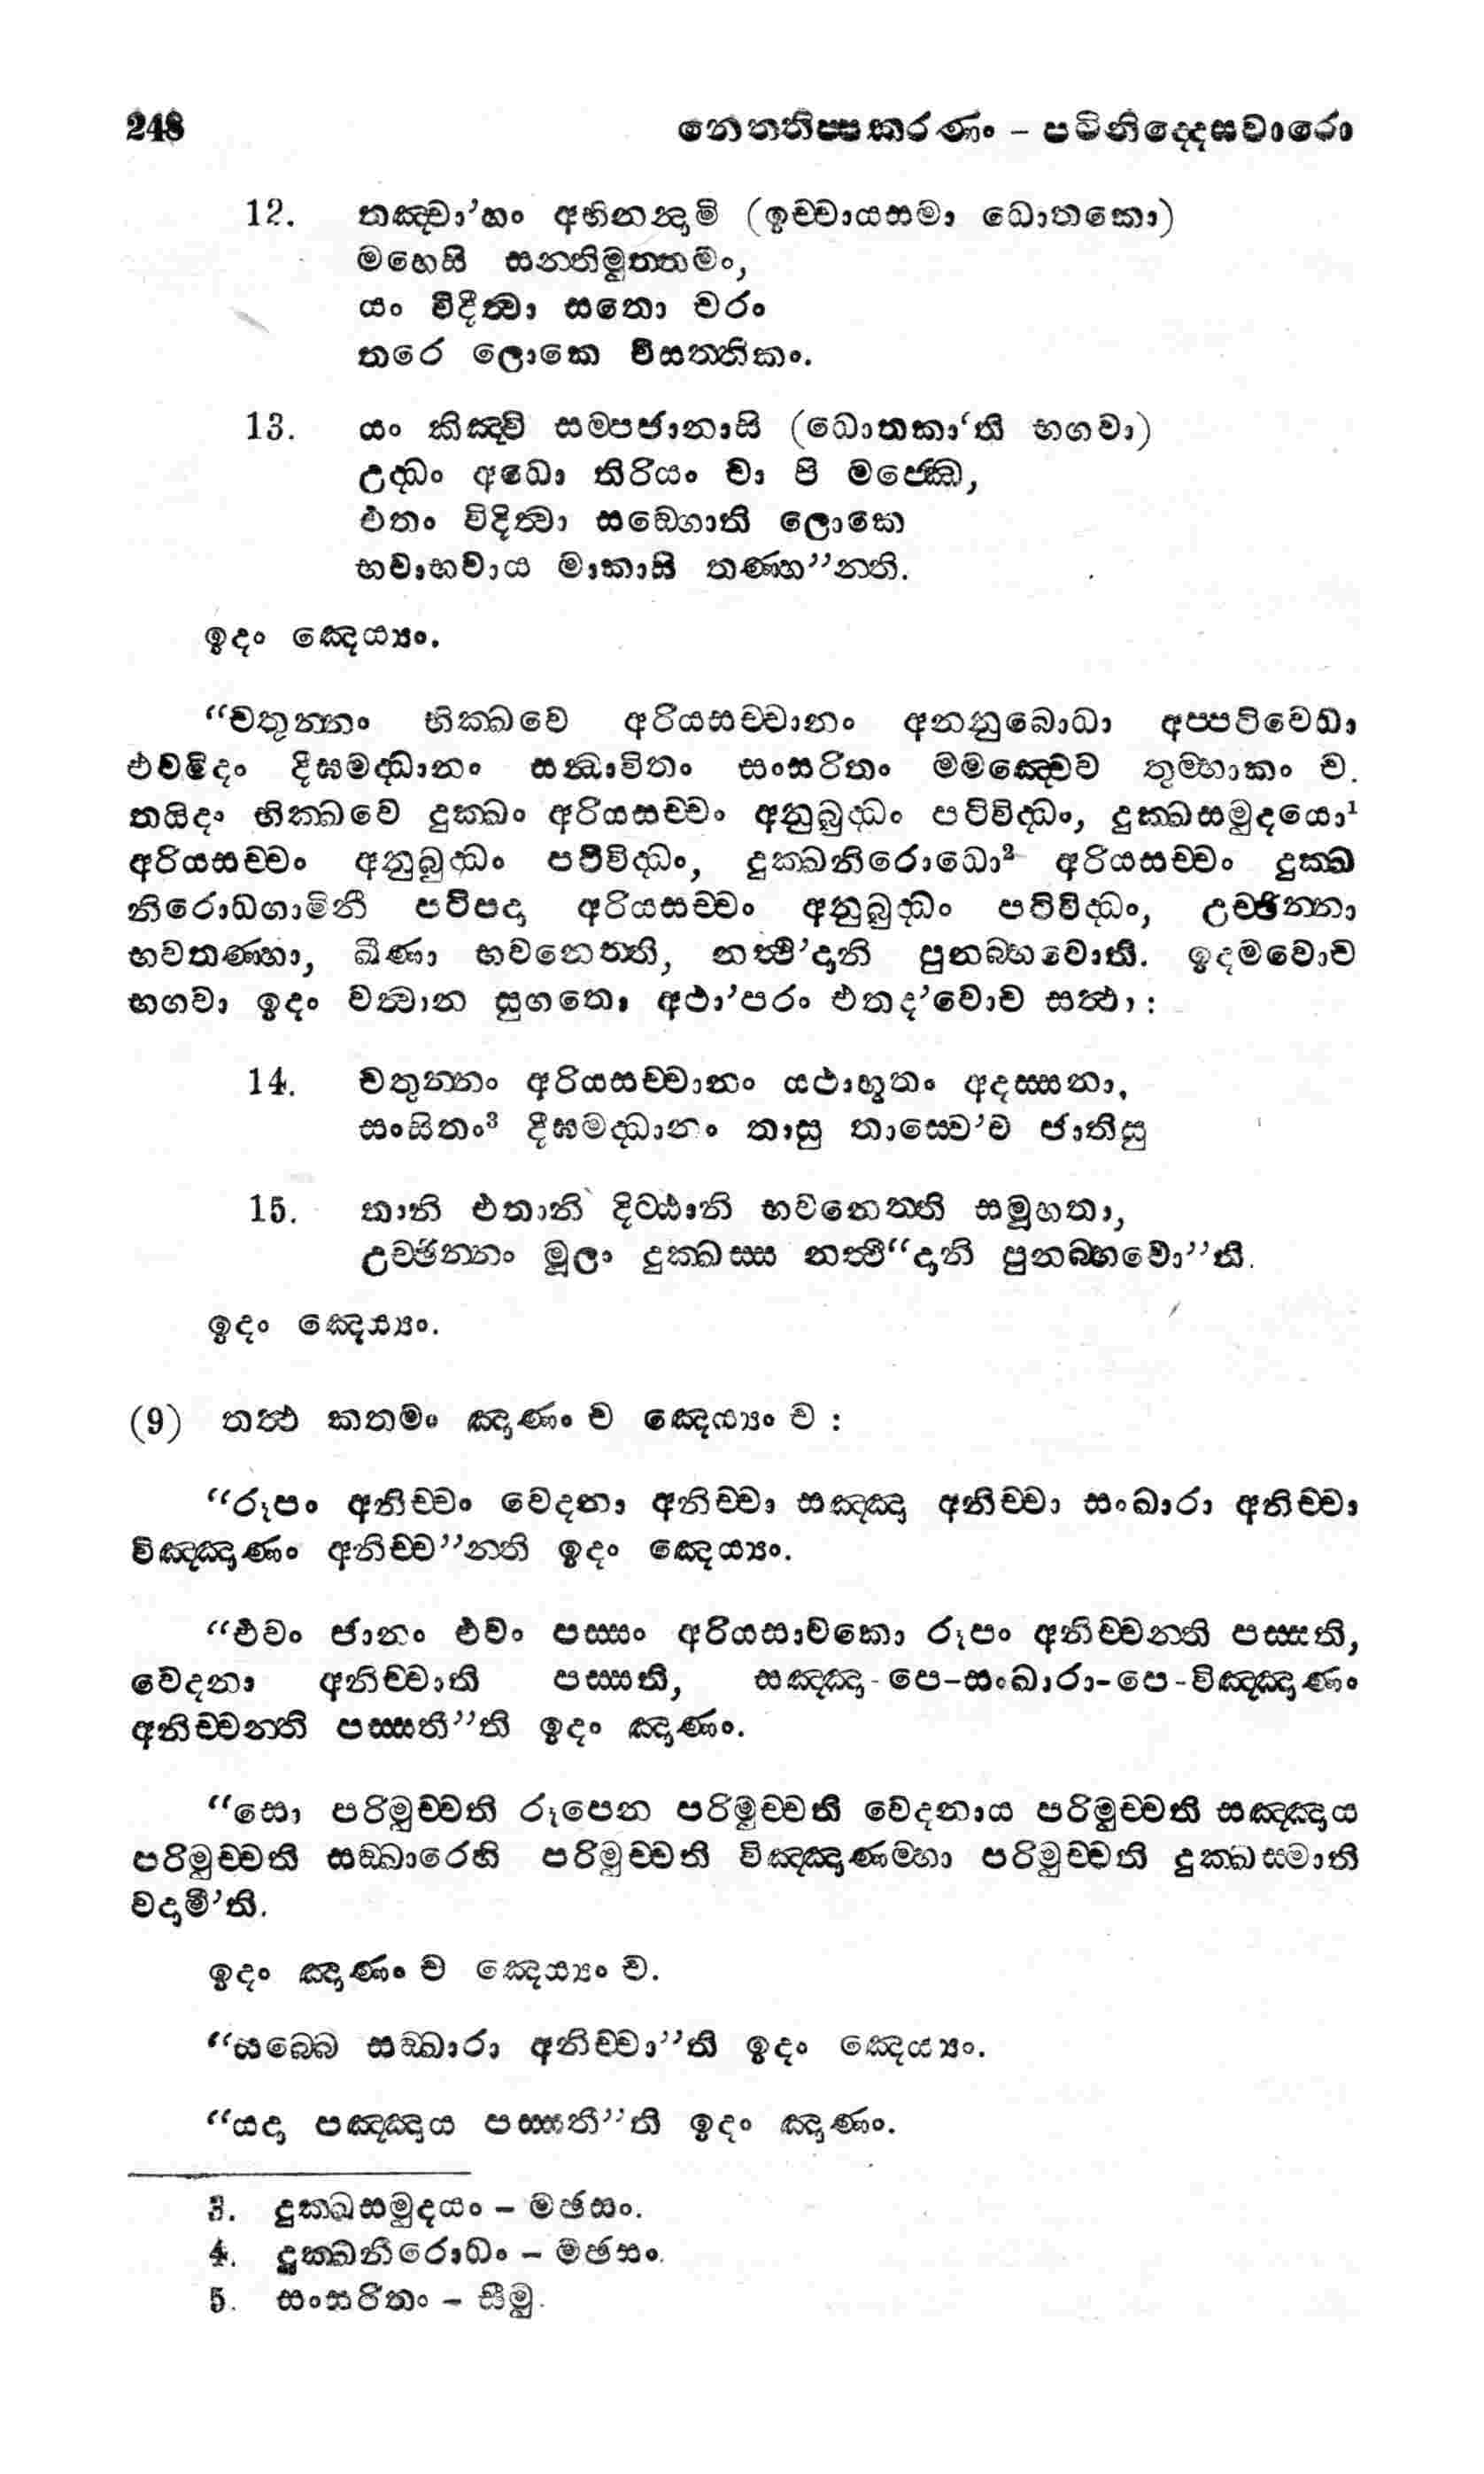 248 නෙත්තිප්පකරණං – පටිනිද්දෙසවාරො
12. තඤ්චා’හං අභිනන්දාමි (ඉච්චායස්මා ධොතකො)
මහෙසි සන්තිමුත්තමං,
යං විදිත්වා සතො චරං
තරෙ ලොකෙ විසත්තිකං.
13. යං කිඤ්චි සම්පජානාසි (ධොතකා‘ති භගවා)
උද්ධං අධො තිරියං චා පි මජ්ඣෙ,
එතං විදිත්වා සඞ්ගොති ලොකෙ
භවාභවාය මාකාසි තණ්හ”න්ති.
ඉදං ඤෙය්‍යං.
“චතුන්නං භික්ඛවෙ අරියසච්චානං අනනුබොධා අප්පටිවෙධා
එවමිදං දීඝමද්ධානං සන්ධාවිතං සංසරිතං මමඤ්චෙව තුම්හාකං ච.
තයිදං භික්ඛවෙ දුක්ඛං අරියසච්චං අනුබුද්ධං පටිවිද්ධං, දුක්ඛසමුදයො¹
අරියසච්චං අනුබුද්ධං පටිවිද්ධං, දුක්ඛනිරොධො² අරියසච්චං දුක්ඛ
නිරොධගාමිනී පටිපදා අරියසච්චං අනුබුද්ධං පටිවිද්ධං, උච්ඡින්නා
භවතණ්හා, ඛීණා භවනෙත්ති, නත්ථි’දානි පුනබ්භවොති. ඉදමවොච
භගවා ඉදං වත්වාන සුගතො අථා’පරං එතද’වොච සත්ථා :
14. චතුන්නං අරියසච්චානං යථාභූතං අදස්සනා,
සංසිතං³ දීඝමද්ධානං තාසු තාස්වෙ’ව ජාතිසු
15. තානි එතානි දිට්ඨානි භවනෙත්ති සමූහතා,
උච්ඡින්නං මූලං දුක්ඛස්ස නත්ථි“දානි පුනබ්භවො”ති.
ඉදං ඤෙය්‍යං.
(9) තත්ථ කතමං ඤාණං ච ඤෙය්‍යං ච :
“රූපං අනිච්චං වෙදනා අනිච්චා සඤ්ඤා අනිච්චා සංඛාරා අනිච්චා
විඤ්ඤාණං අනිච්ච”න්ති ඉදං ඤෙය්‍යං.
“එවං ජානං එවං පස්සං අරියසාවකො රූපං අනිච්චන්ති පස්සති,
වෙදනා අනිච්චාති පස්සති, සඤ්ඤා-පෙ-සංඛාරා-පෙ-විඤ්ඤාණං
අනිච්චන්ති පස්සතී”ති ඉදං ඤාණං.
“සො පරිමුච්චති රූපෙන පරිමුච්චති වෙදනාය පරිමුච්චති සඤ්ඤාය
පරිමුච්චති සඞ්ඛාරෙහි පරිමුච්චති විඤ්ඤාණම්හා පරිමුච්චති දුක්ඛස්මාති
වදාමී’ති.
ඉදං ඤාණං ච ඤෙය්‍යං ච.
“සබ්බෙ සඞ්ඛාරා අනිච්චා”ති ඉදං ඤෙය්‍යං.
“යදා පඤ්ඤාය පස්සතී”ති ඉදං ඤාණං.
3. දුක්ඛසමුදයං – මඡසං.
4. දුක්ඛනිරොධං – මඡසං.
5. සංසරිතං – සීමු.